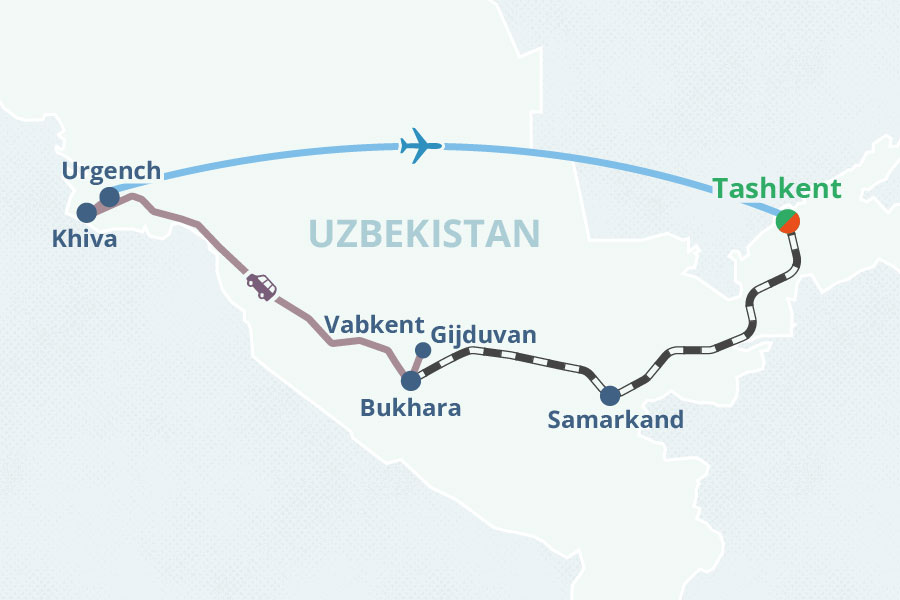 Urgench
Tashkent
Khiva
UZBEKISTAN
Vabkent
Gijduvan
Bukhara
Samarkand